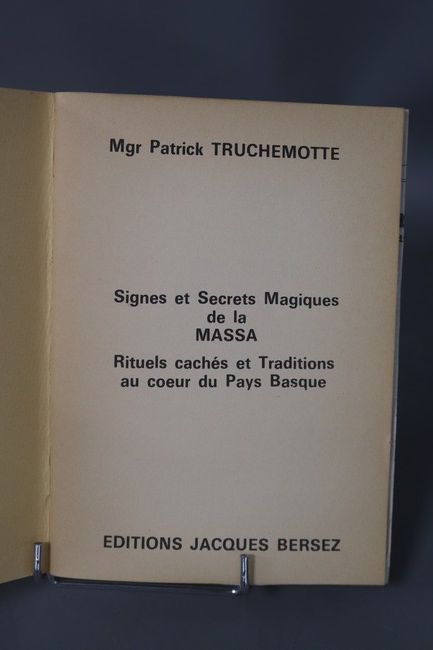 Mgr Patrick TRUCHEMOTTE
Signes et Secrets Magiques
de la
MASSA
Rituels cachés et Traditions
au coeur du Pays Basque
EDITIONS JACQUES BERSEZ